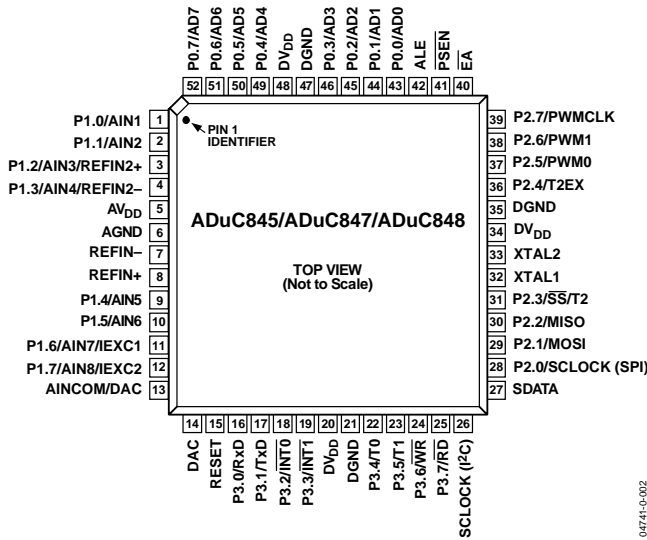 P0.7/AD7
P0.6/AD6
P0.5/AD5
P0.4/AD4
DVDD
DGND
P0.3/AD3
P0.2/AD2
P0.1/AD1
P0.0/AD0
ALE
PSEN
EA
52 51 50 49 48 47 46 45 44 43 42 41 40
P1.0/AIN1 1
P1.1/AIN2 2
P1.2/AIN3/REFIN2+ 3
P1.3/AIN4/REFIN2– 4
AVDD 5
AGND 6
REFIN– 7
REFIN+ 8
P1.4/AIN5 9
P1.5/AIN6 10
P1.6/AIN7/IEXC1 11
P1.7/AIN8/IEXC2 12
AINCOM/DAC 13
PIN 1
IDENTIFIER
ADuC845/ADuC847/ADuC848
TOP VIEW
(Not to Scale)
39 P2.7/PWMCLK
38 P2.6/PWM1
37 P2.5/PWM0
36 P2.4/T2EX
35 DGND
34 DVDD
33 XTAL2
32 XTAL1
31 P2.3/SS/T2
30 P2.2/MISO
29 P2.1/MOSI
28 P2.0/SCLOCK (SPI)
27 SDATA
14 15 16 17 18 19 20 21 22 23 24 25 26
DAC
RESET
P3.0/RxD
P3.1/TxD
P3.2/INT0
P3.3/INT1
DVDD
DGND
P3.4/T0
P3.5/T1
P3.6/WR
P3.7/RD
SCLOCK (I²C)
04741-0-002